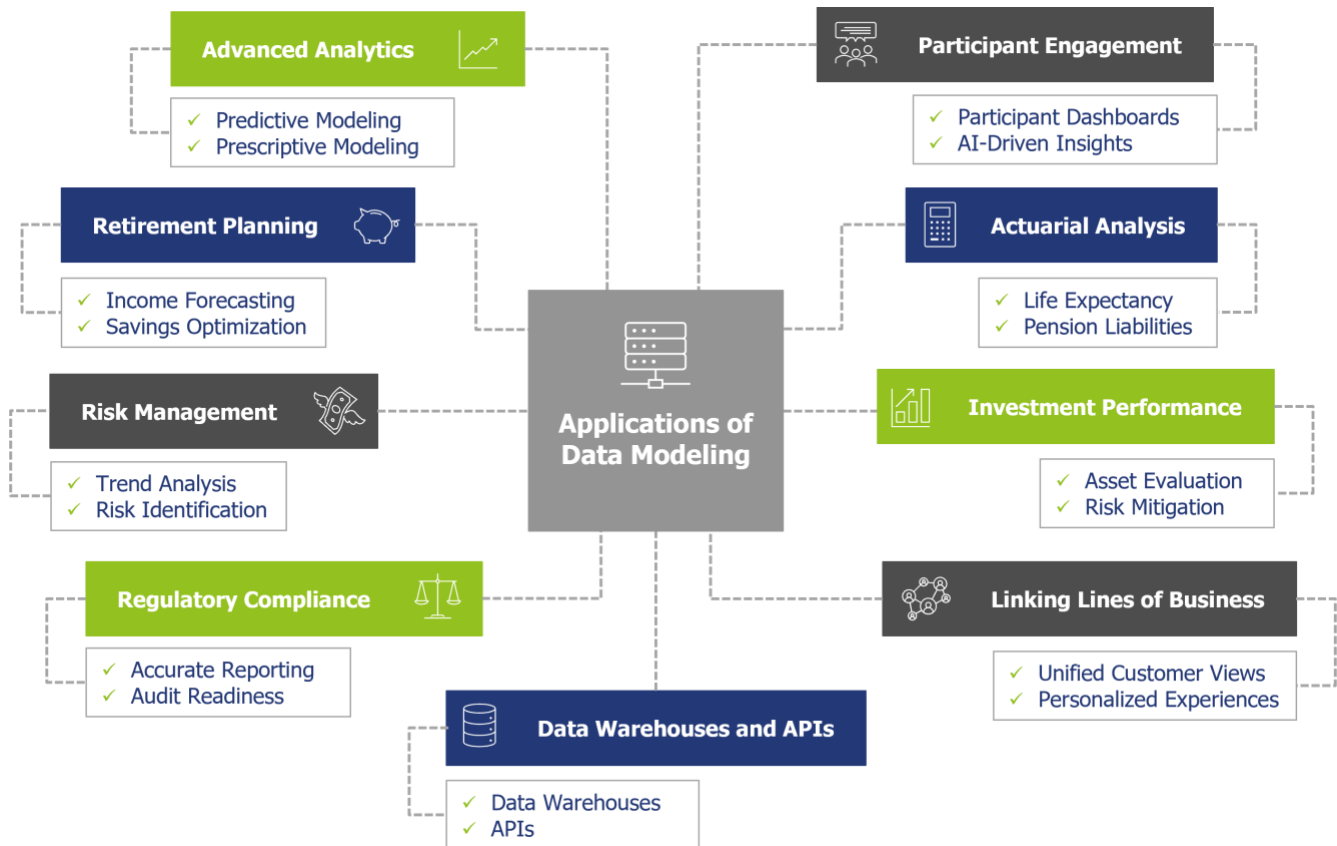 Advanced Analytics
Predictive Modeling
Prescriptive Modeling
Participant Engagement
Participant Dashboards
AI-Driven Insights
Retirement Planning
Income Forecasting
Savings Optimization
Actuarial Analysis
Life Expectancy
Pension Liabilities
Applications of
Data Modeling
Risk Management
Trend Analysis
Risk Identification
Investment Performance
Asset Evaluation
Risk Mitigation
Regulatory Compliance
Accurate Reporting
Audit Readiness
Linking Lines of Business
Unified Customer Views
Personalized Experiences
Data Warehouses and APIs
Data Warehouses
APIs